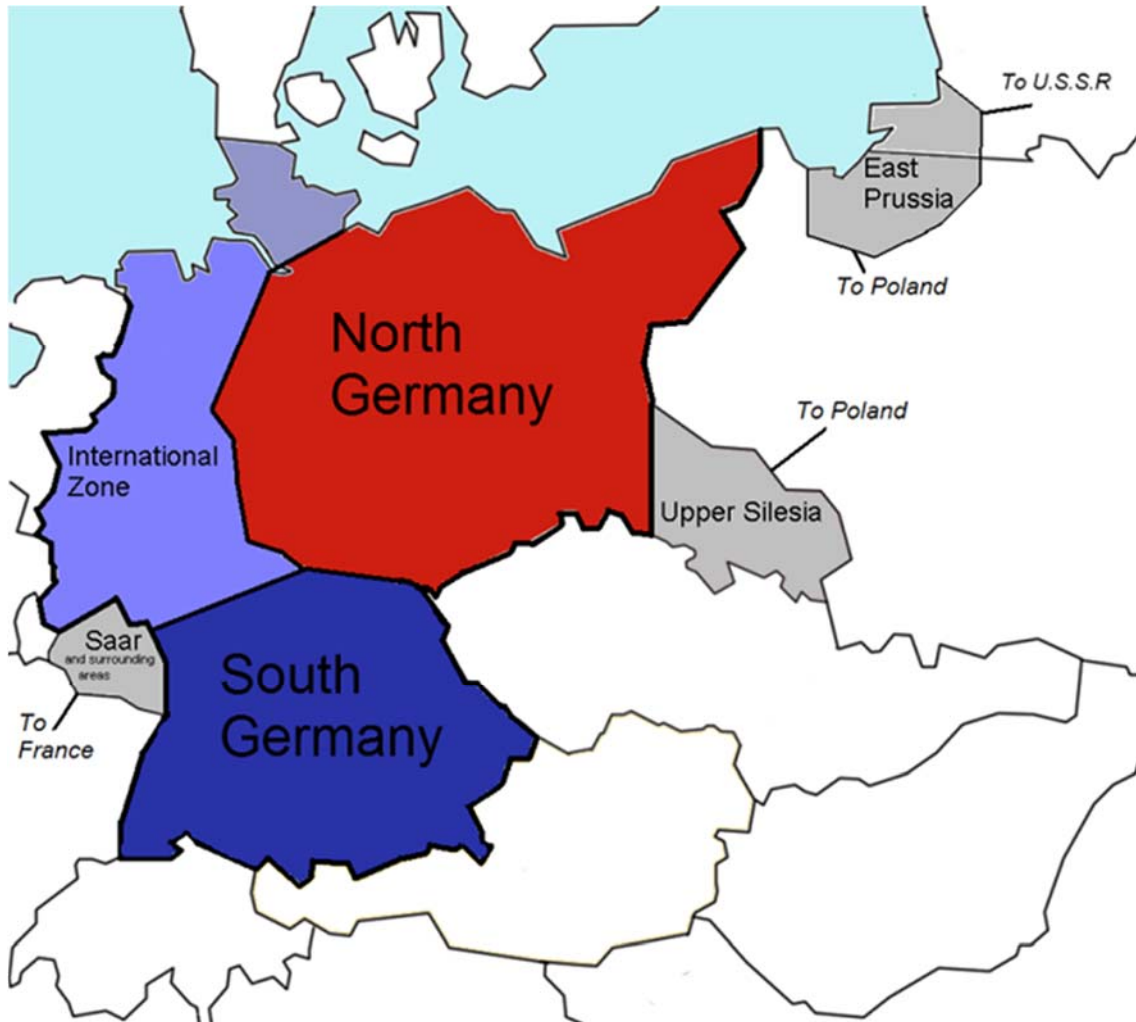 To U.S.S.R
East
Prussia
To Poland
North
Germany
To Poland
International
Zone
Upper Silesia
Saar
and surrounding
areas
South
Germany
To
France